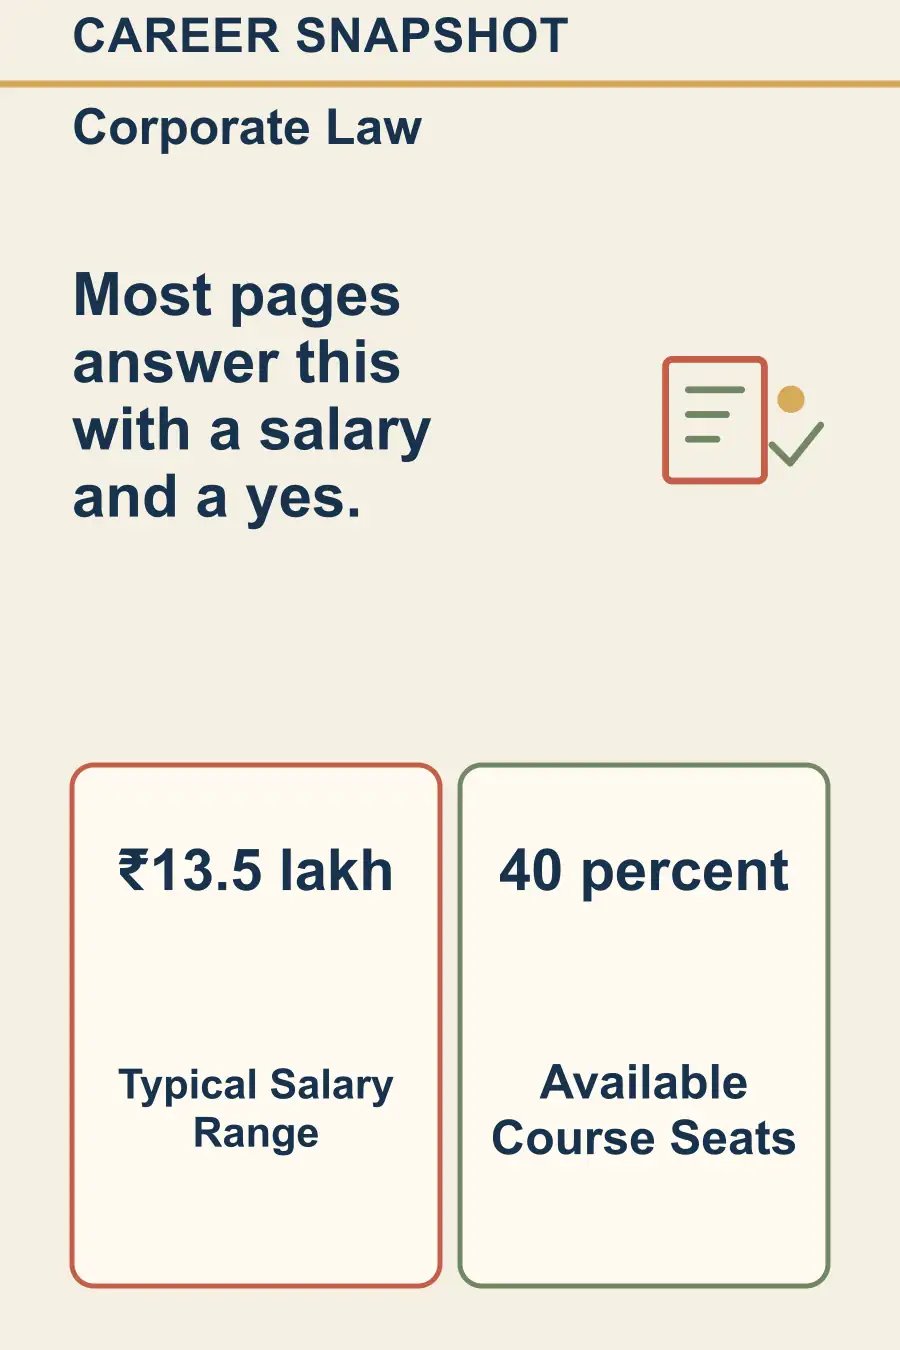 CAREER SNAPSHOT
Corporate Law
Most pages
answer this
with a salary
and a yes.
₹13.5 lakh
Typical Salary
Range
40 percent
Available
Course Seats